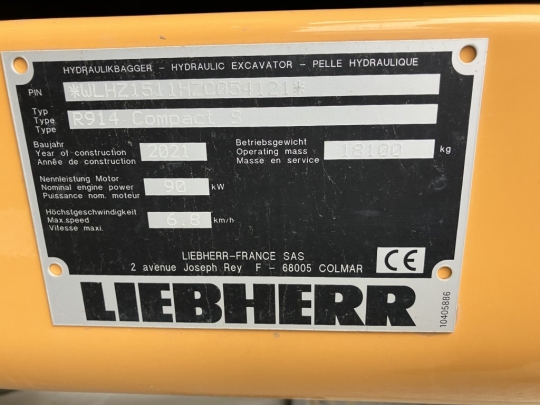 HYDRAULIKBAGGER - HYDRAULIC EXCAVATOR - PELLE HYDRAULIQUE
PIN *WLHZ1511HZC054121*
Typ
Type R914 Compact S
Type
Baujahr
Year of construction 2021
Année de construction
Betriebsgewicht
Operating mass 18100 kg
Masse en service
Nennleistung Motor
Nominal engine power 90 kW
Puissance nom. moteur
Höchstgeschwindigkeit
Max.speed 6.8 km/h
Vitesse maxi.
LIEBHERR-FRANCE SAS
2 avenue Joseph Rey F - 68005 COLMAR
CE
LIEBHERR
10405886